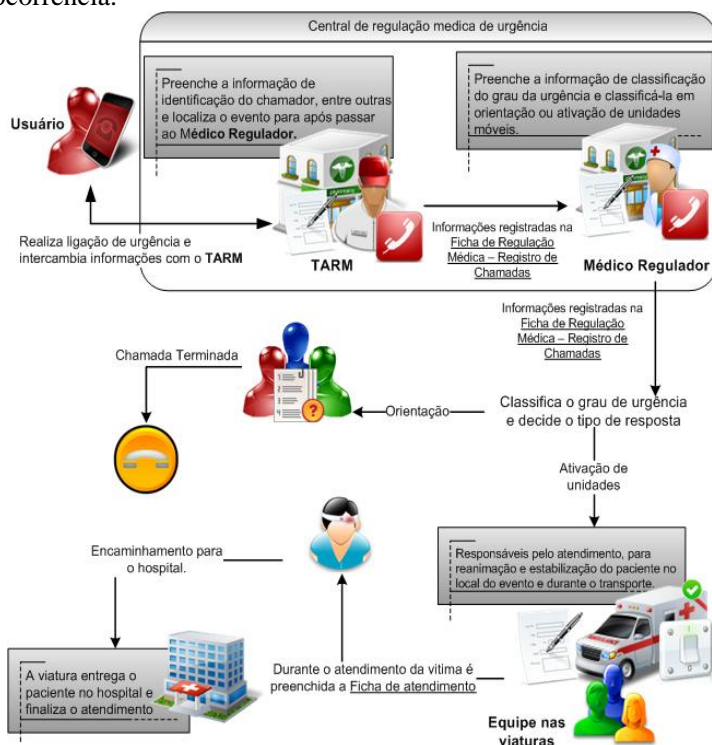 ocorrência.
Central de regulação medica de urgência
Preenche a informação de
identificação do chamador, entre outras
e localiza o evento para após passar
ao Médico Regulador.
Preenche a informação de classificação
do grau da urgência e classificá-la em
orientação ou ativação de unidades
móveis.
Usuário
Realiza ligação de urgência e
intercambia informações com o TARM
TARM
Informações registradas na
Ficha de Regulação
Médica – Registro de
Chamadas
Médico Regulador
Informações registradas na
Ficha de Regulação
Médica – Registro de
Chamadas
Chamada Terminada
Orientação
Classifica o grau de urgência
e decide o tipo de resposta
Ativação de
unidades
Encaminhamento para
o hospital.
Responsáveis pelo atendimento, para
reanimação e estabilização do paciente no
local do evento e durante o transporte.
A viatura entrega o
paciente no hospital e
finaliza o atendimento
Durante o atendimento da vitima é
preenchida a Ficha de atendimento
Equipe nas
viaturas